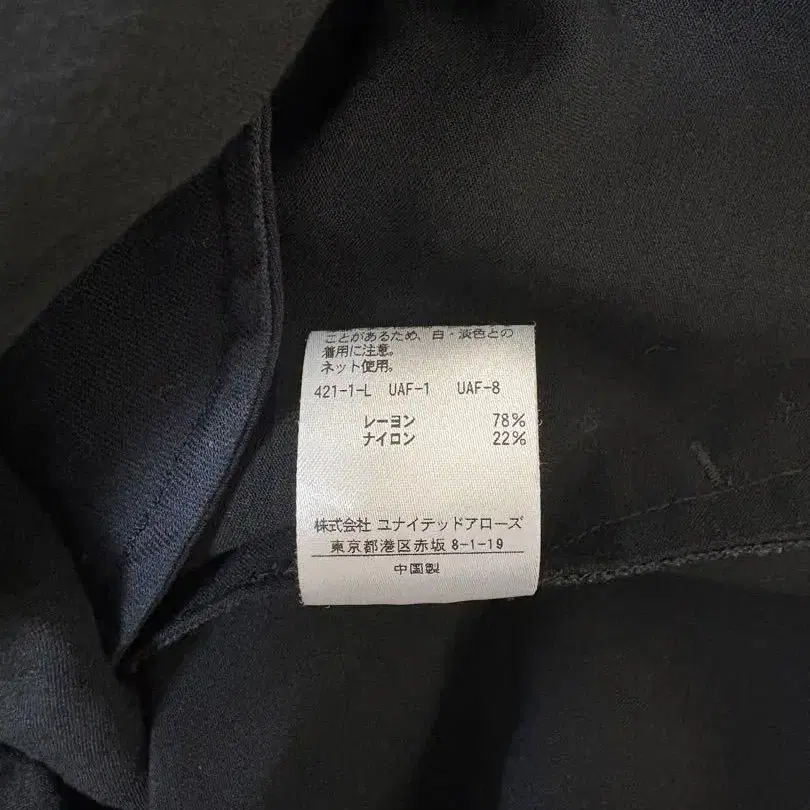 ことがあるため、白・淡色との
着用に注意。
ネット使用。
421-1-L UAF-1 UAF-8
レーヨン 78%
ナイロン 22%
株式会社 ユナイテッドアローズ
東京都港区赤坂 8-1-19
中国製